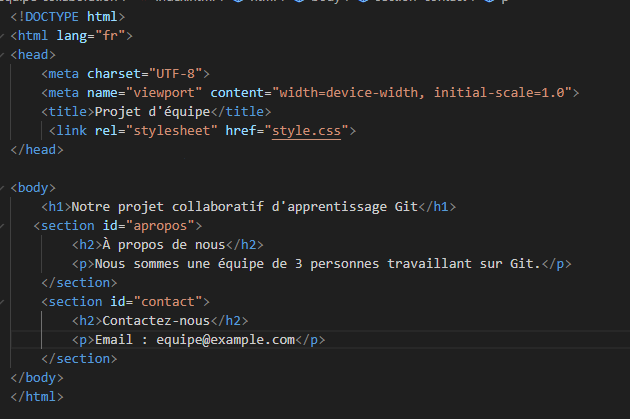 <!DOCTYPE html>
<html lang="fr">
<head>
    <meta charset="UTF-8">
    <meta name="viewport" content="width=device-width, initial-scale=1.0">
    <title>Projet d'équipe</title>
     <link rel="stylesheet" href="style.css">
</head>

<body>
    <h1>Notre projet collaboratif d'apprentissage Git</h1>
   <section id="apropos">
        <h2>À propos de nous</h2>
        <p>Nous sommes une équipe de 3 personnes travaillant sur Git.</p>
    </section>
    <section id="contact">
        <h2>Contactez-nous</h2>
        <p>Email : equipe@example.com</p>
    </section>
</body>
</html>